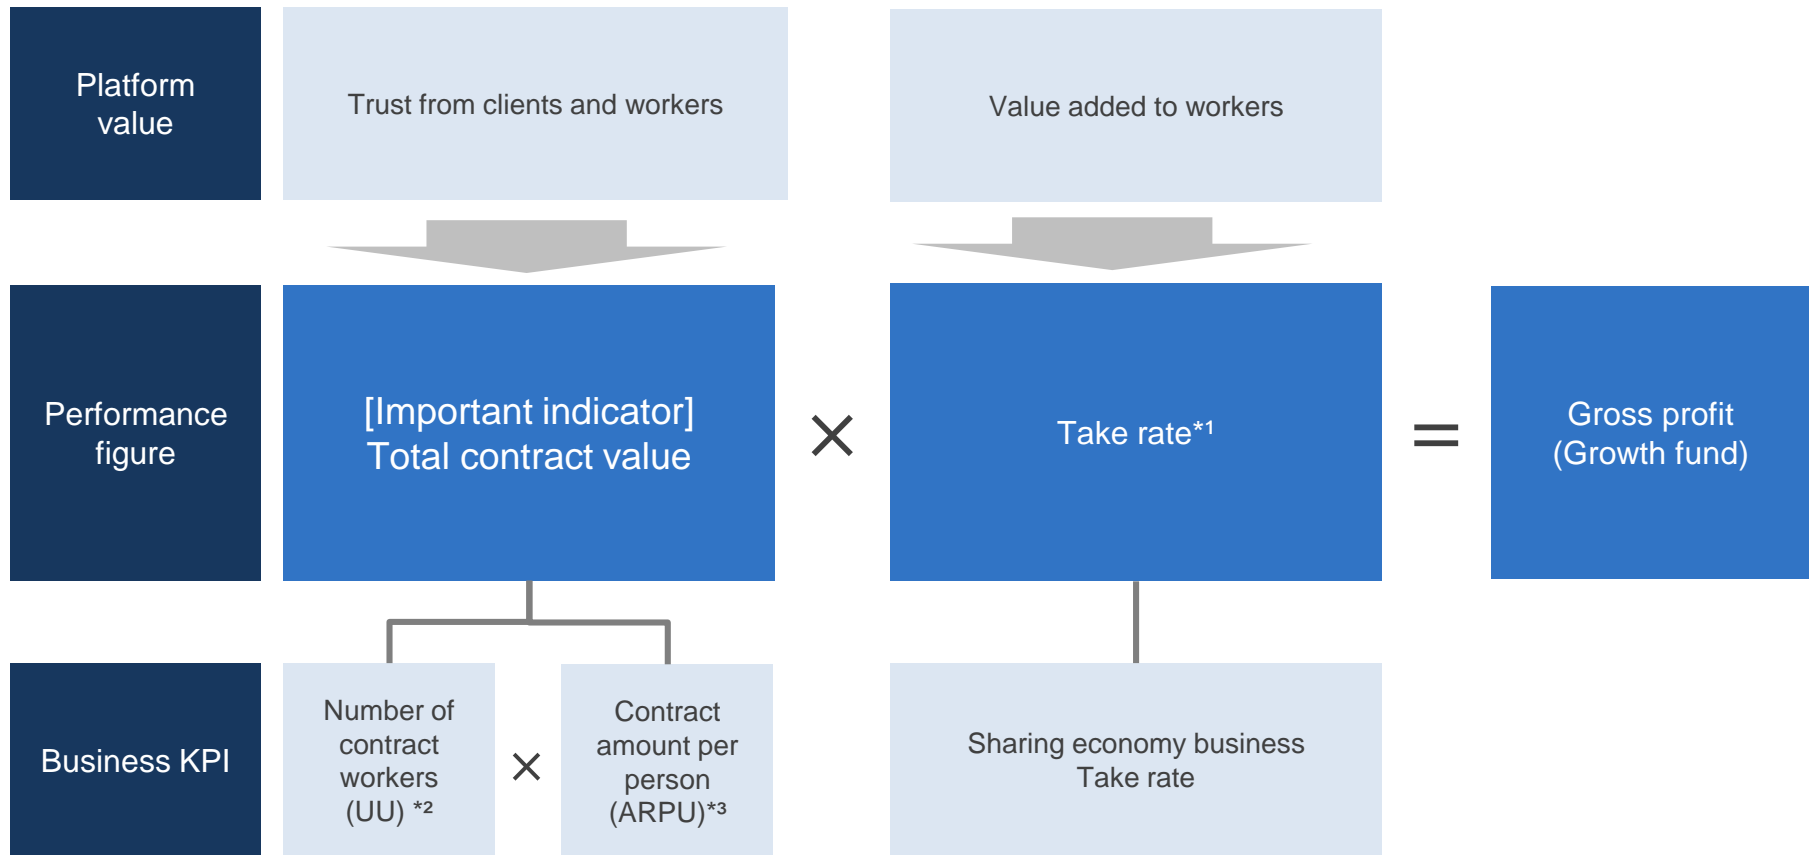 Platform
value
Trust from clients and workers
Value added to workers
Performance
figure
[Important indicator]
Total contract value
×
Take rate*¹
=
Gross profit
(Growth fund)
Business KPI
Number of
contract
workers
(UU) *²
×
Contract
amount per
person
(ARPU)*³
Sharing economy business
Take rate